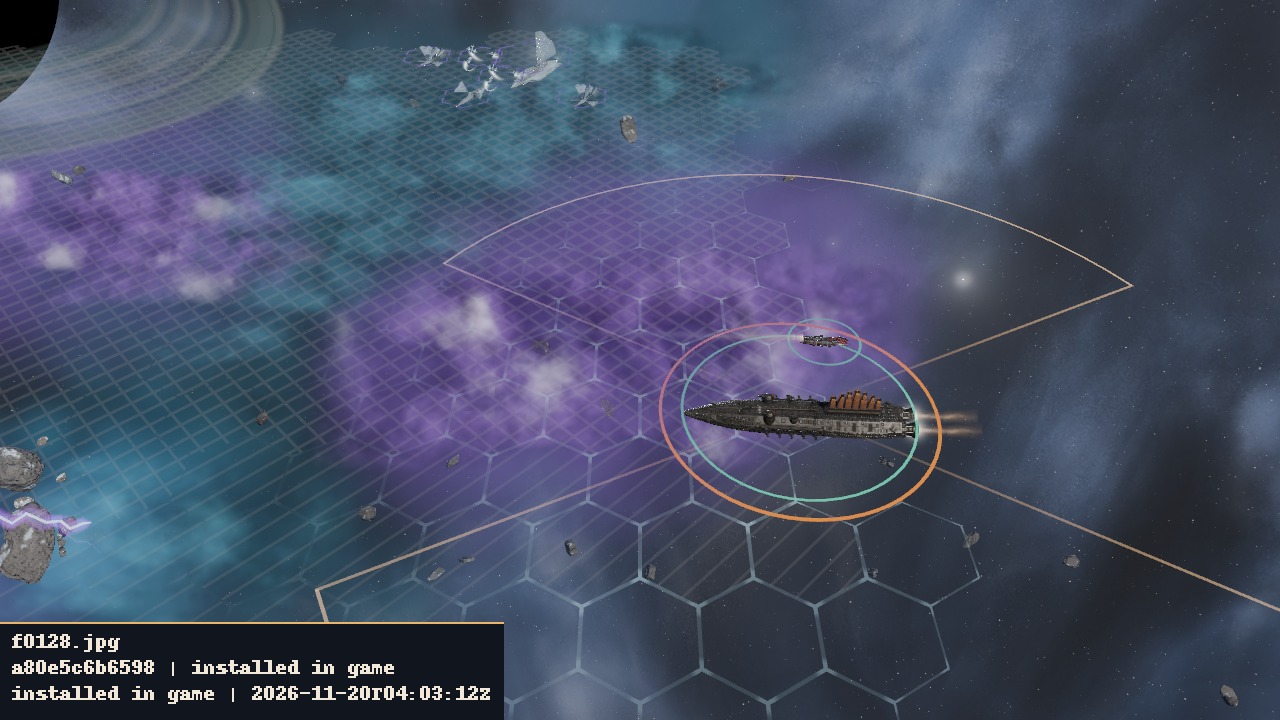 f0128.jpg
a80e5c6b6598 | installed in game
installed in game | 2026-11-20T04:03:12Z